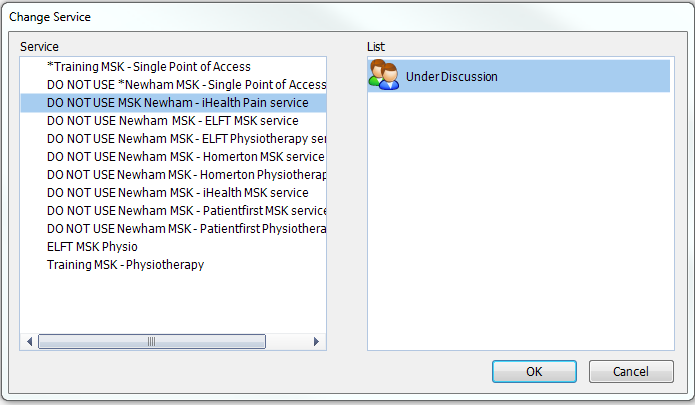 Change Service
Service
*Training MSK - Single Point of Access
DO NOT USE *Newham MSK - Single Point of Access
DO NOT USE MSK Newham - iHealth Pain service
DO NOT USE Newham  MSK - ELFT MSK service
DO NOT USE Newham MSK - ELFT Physiotherapy ser
DO NOT USE Newham MSK - Homerton MSK service
DO NOT USE Newham MSK - Homerton Physiotherap
DO NOT USE Newham MSK - iHealth MSK service
DO NOT USE Newham MSK - Patientfirst MSK service
DO NOT USE Newham MSK - Patientfirst Physiothera
ELFT MSK Physio
Training MSK - Physiotherapy
List
Under Discussion
OK
Cancel